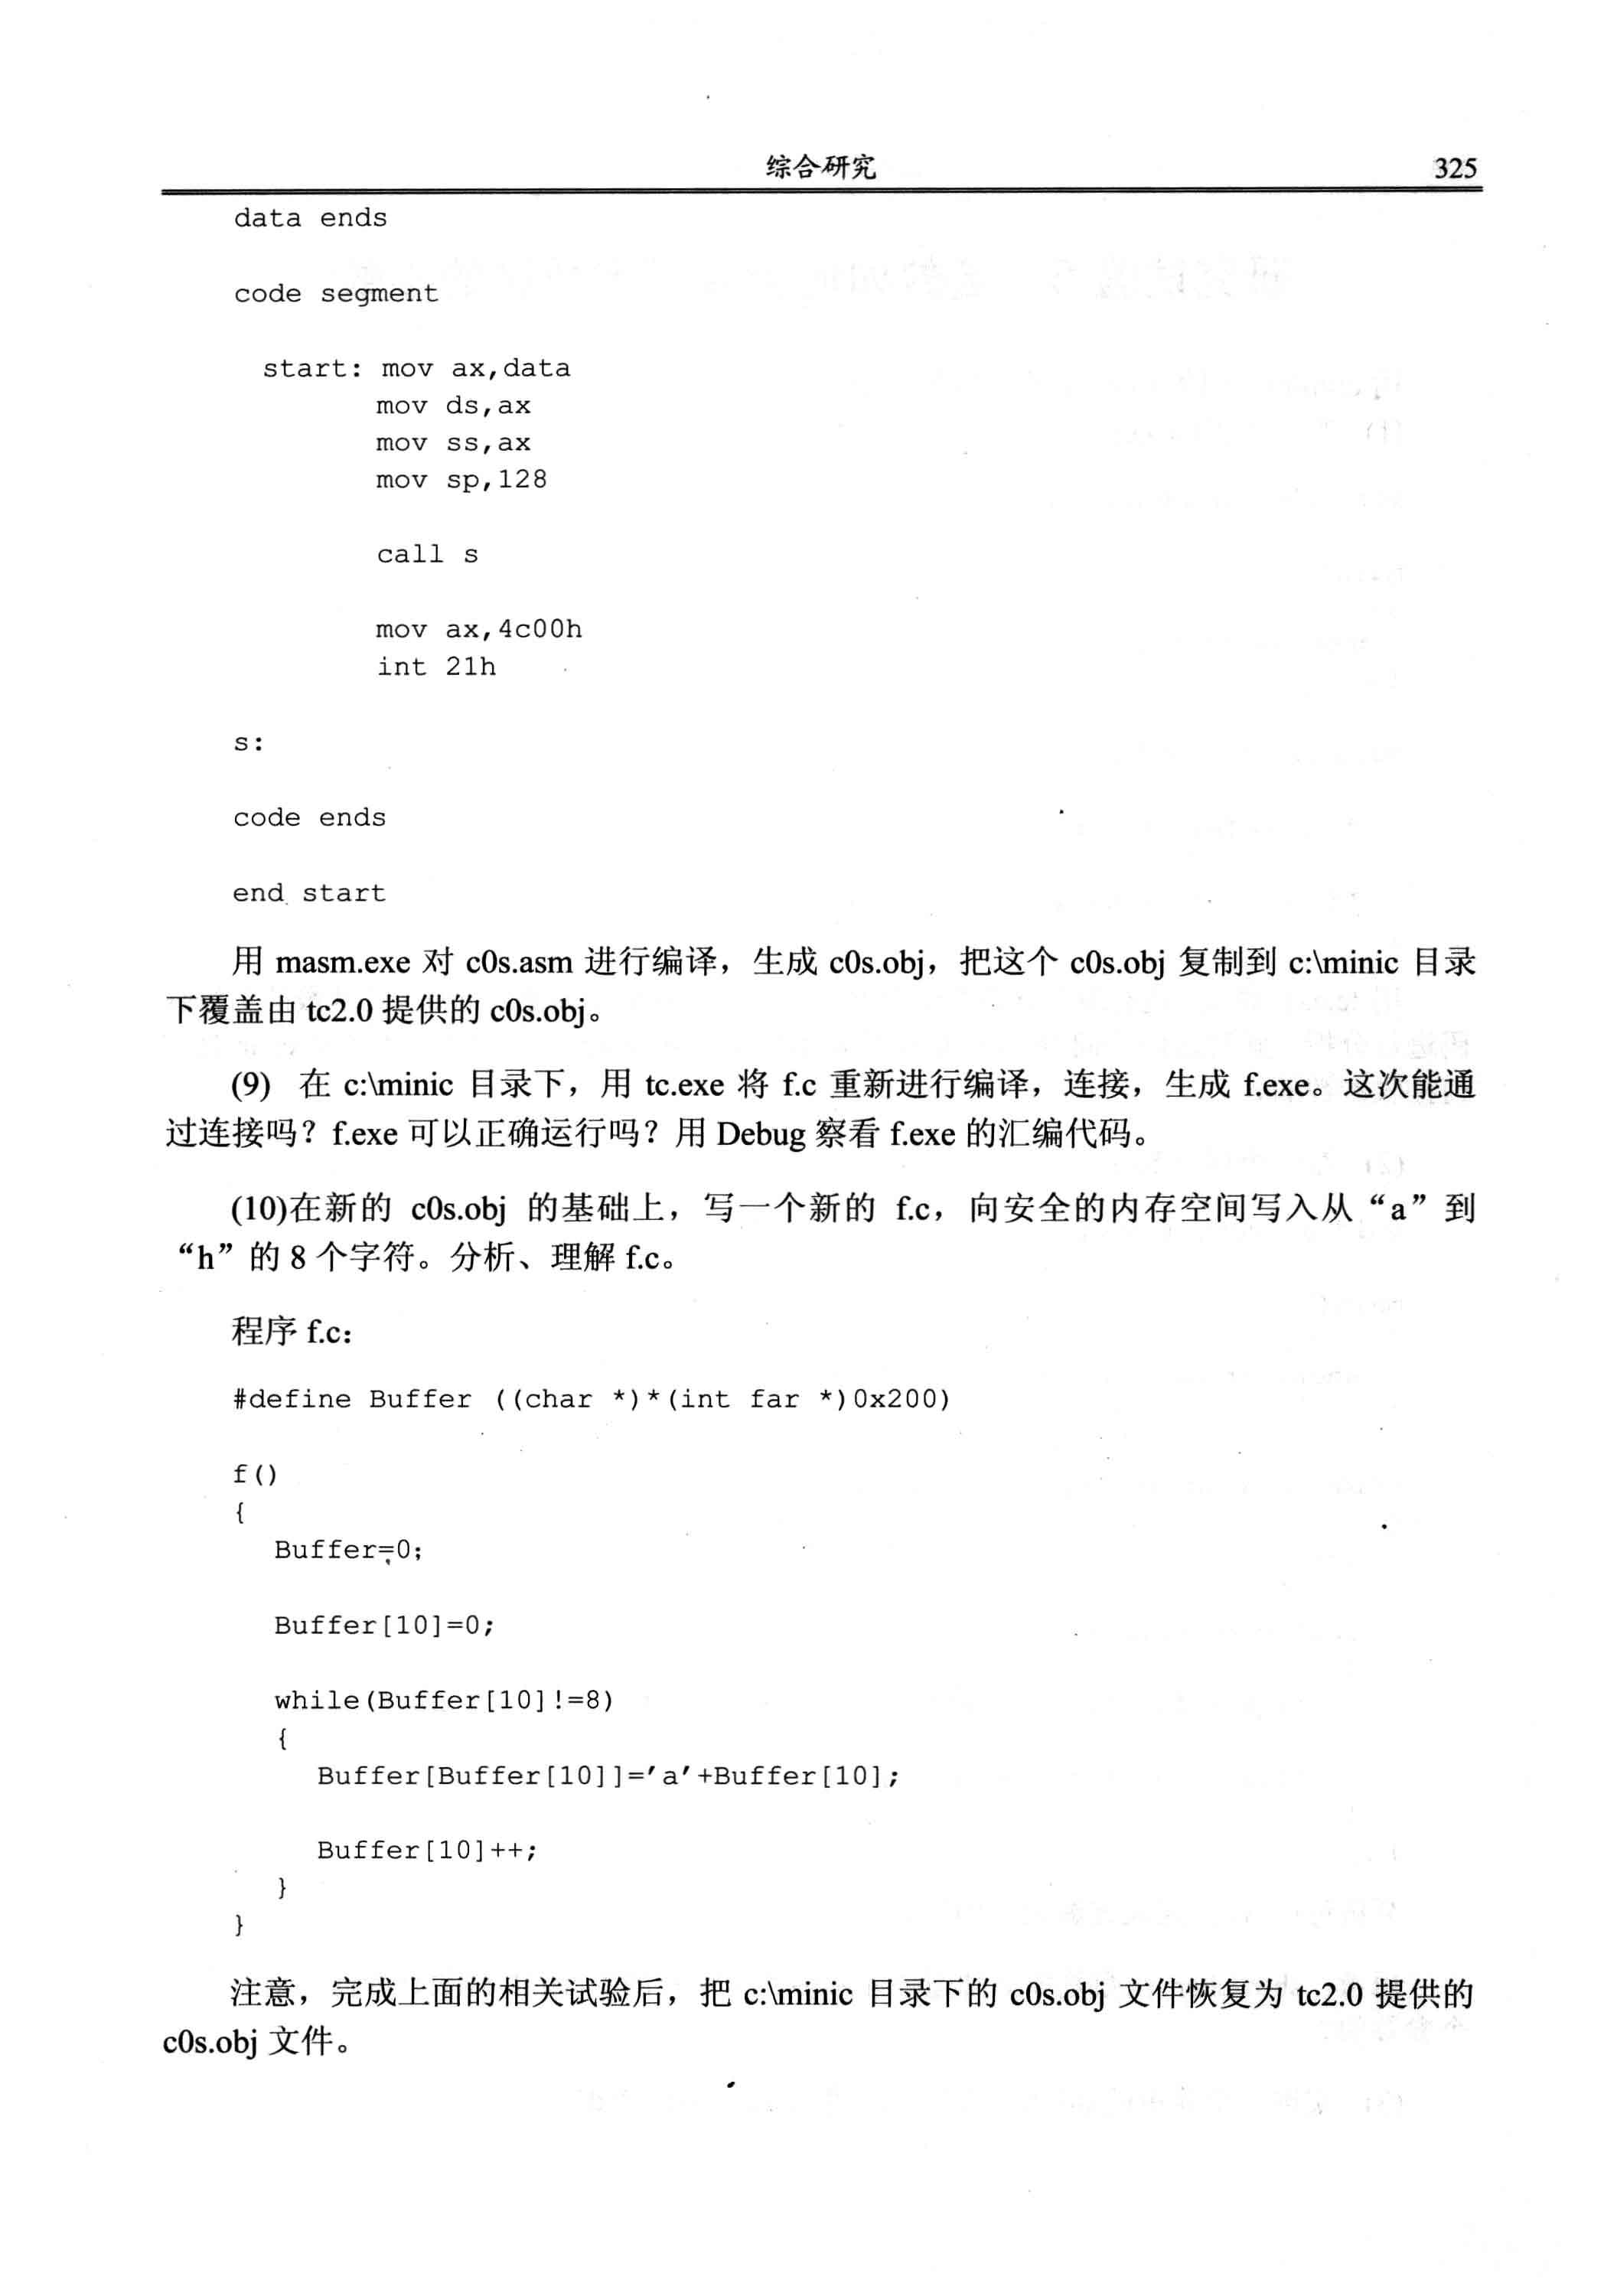 综合研究 325
data ends
code segment
start: mov ax,data
mov ds,ax
mov ss,ax
mov sp,128
call s
mov ax,4c00h
int 21h
s:
code ends
end start
用 masm.exe 对 c0s.asm 进行编译，生成 c0s.obj，把这个 c0s.obj 复制到 c:\minic 目录
下覆盖由 tc2.0 提供的 c0s.obj。
(9) 在 c:\minic 目录下，用 tc.exe 将 f.c 重新进行编译，连接，生成 f.exe。这次能通
过连接吗？f.exe 可以正确运行吗？用 Debug 察看 f.exe 的汇编代码。
(10)在新的 c0s.obj 的基础上，写一个新的 f.c，向安全的内存空间写入从“a”到
“h”的 8 个字符。分析、理解 f.c。
程序 f.c：
#define Buffer ((char *)*(int far *)0x200)
f()
{
Buffer=0;
Buffer[10]=0;
while(Buffer[10]!=8)
{
Buffer[Buffer[10]]='a'+Buffer[10];
Buffer[10]++;
}
}
注意，完成上面的相关试验后，把 c:\minic 目录下的 c0s.obj 文件恢复为 tc2.0 提供的
c0s.obj 文件。